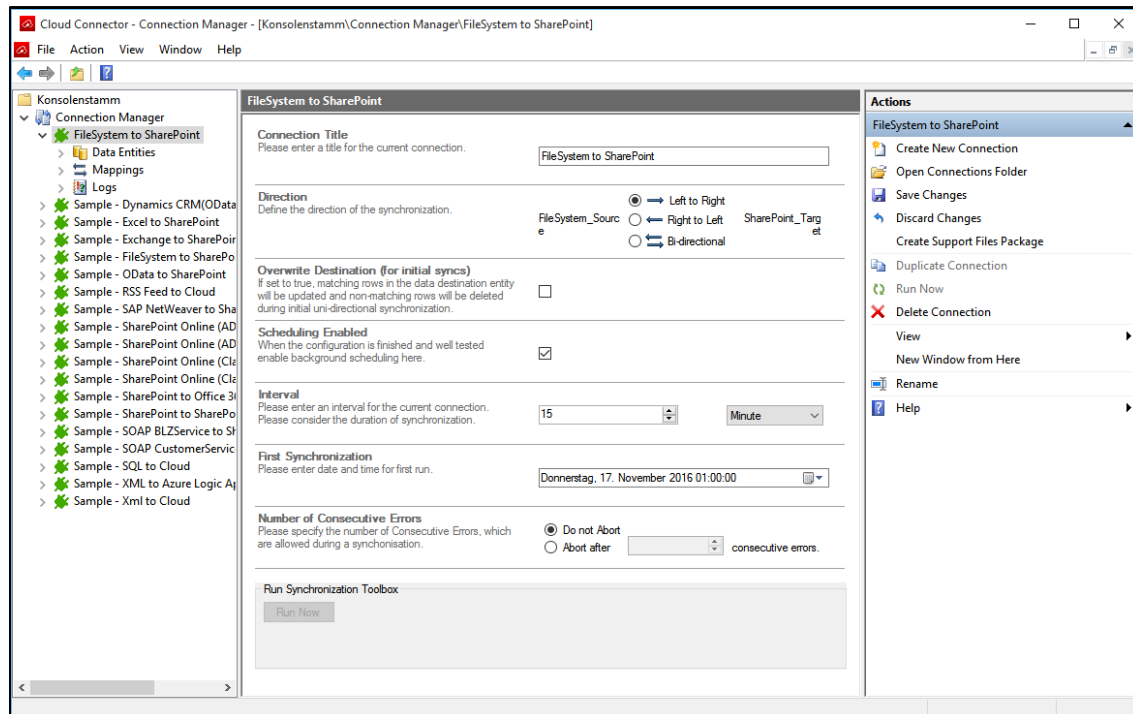 Cloud Connector - Connection Manager - [Konsolenstamm\Connection Manager\FileSystem to SharePoint]
File Action View Window Help
Konsolenstamm
Connection Manager
FileSystem to SharePoint
Data Entities
Mappings
Logs
Sample - Dynamics CRM(OData
Sample - Excel to SharePoint
Sample - Exchange to SharePoin
Sample - FileSystem to SharePo
Sample - OData to SharePoint
Sample - RSS Feed to Cloud
Sample - SAP NetWeaver to Sha
Sample - SharePoint Online (AD
Sample - SharePoint Online (AD
Sample - SharePoint Online (Cla
Sample - SharePoint Online (Cla
Sample - SharePoint to Office 3
Sample - SharePoint to SharePo
Sample - SOAP BLZService to Sh
Sample - SOAP CustomerServic
Sample - SQL to Cloud
Sample - XML to Azure Logic Ap
Sample - Xml to Cloud
FileSystem to SharePoint
Connection Title
Please enter a title for the current connection.
FileSystem to SharePoint
Direction
Define the direction of the synchronization.
FileSystem_Sourc
e
Left to Right
Right to Left
Bi-directional
SharePoint_Targ
et
Overwrite Destination (for initial syncs)
If set to true, matching rows in the data destination entity
will be updated and non-matching rows will be deleted
during initial uni-directional synchronization.
Scheduling Enabled
When the configuration is finished and well tested
enable background scheduling here.
Interval
Please enter an interval for the current connection.
Please consider the duration of synchronization.
15 Minute
First Synchronization
Please enter date and time for first run.
Donnerstag, 17. November 2016 01:00:00
Number of Consecutive Errors
Please specify the number of Consecutive Errors, which
are allowed during a synchonisation.
Do not Abort
Abort after consecutive errors.
Run Synchronization Toolbox
Run Now
Actions
FileSystem to SharePoint
Create New Connection
Open Connections Folder
Save Changes
Discard Changes
Create Support Files Package
Duplicate Connection
Run Now
Delete Connection
View
New Window from Here
Rename
Help